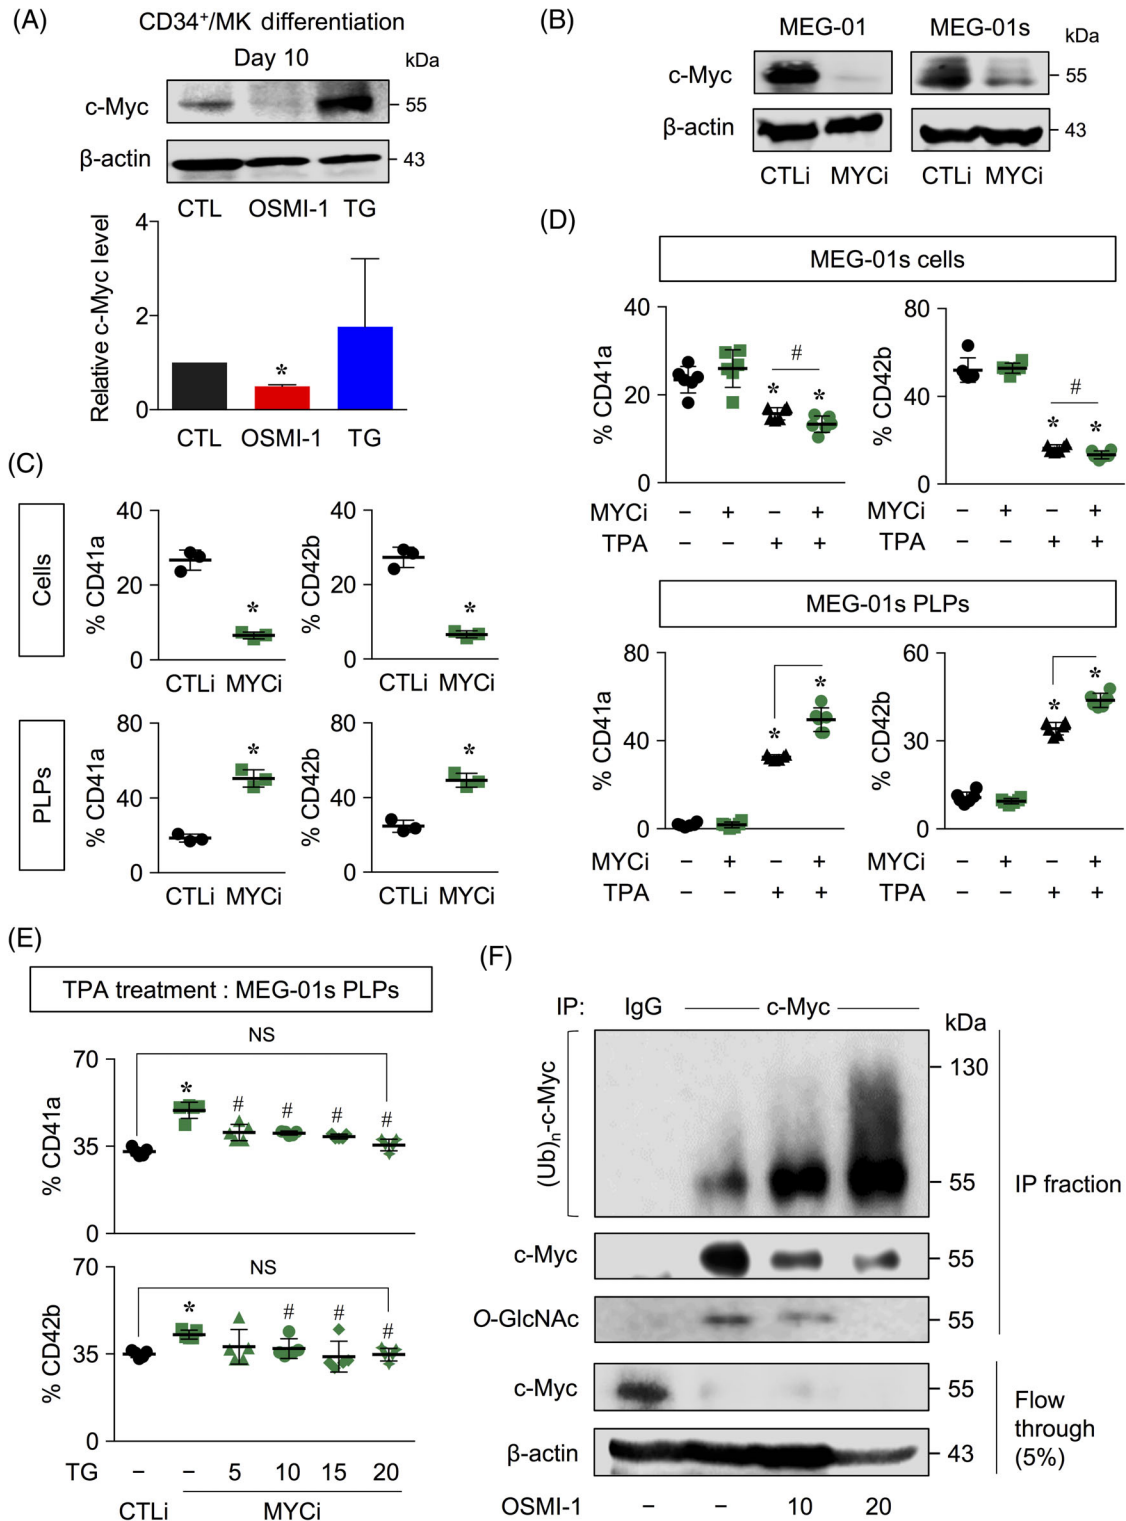 (A)
CD34⁺/MK differentiation
Day 10
kDa
c-Myc
55
β-actin
43
CTL OSMI-1 TG
Relative c-Myc level
4
2
0
*
CTL OSMI-1 TG
(B)
MEG-01 MEG-01s
kDa
c-Myc
55
β-actin
43
CTLi MYCi CTLi MYCi
(C)
Cells
% CD41a
40
20
0
*
CTLi MYCi
% CD42b
40
20
0
*
CTLi MYCi
PLPs
% CD41a
80
40
0
*
CTLi MYCi
% CD42b
80
40
0
*
CTLi MYCi
(D)
MEG-01s cells
% CD41a
40
20
0
* # *
MYCi − + − +
TPA − − + +
% CD42b
80
40
0
* # *
MYCi − + − +
TPA − − + +
MEG-01s PLPs
% CD41a
80
40
0
* *
MYCi − + − +
TPA − − + +
% CD42b
60
30
0
* *
MYCi − + − +
TPA − − + +
(E)
TPA treatment : MEG-01s PLPs
NS
% CD41a
70
35
0
* # # # #
NS
% CD42b
70
35
0
* # # #
TG − − 5 10 15 20
CTLi MYCi
(F)
IP: IgG c-Myc
kDa
(Ub)n-c-Myc
130
55
c-Myc
55
O-GlcNAc
55
IP fraction
c-Myc
55
β-actin
43
Flow
through
(5%)
OSMI-1 − − 10 20